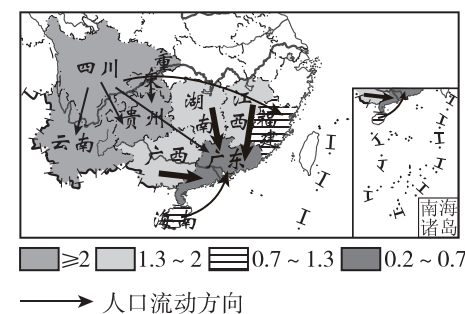 四川
重庆
贵州
云南
湖南
江西
福建
广西
广东
海南
南海诸岛
≥2 1.3~2 0.7~1.3 0.2~0.7
人口流动方向